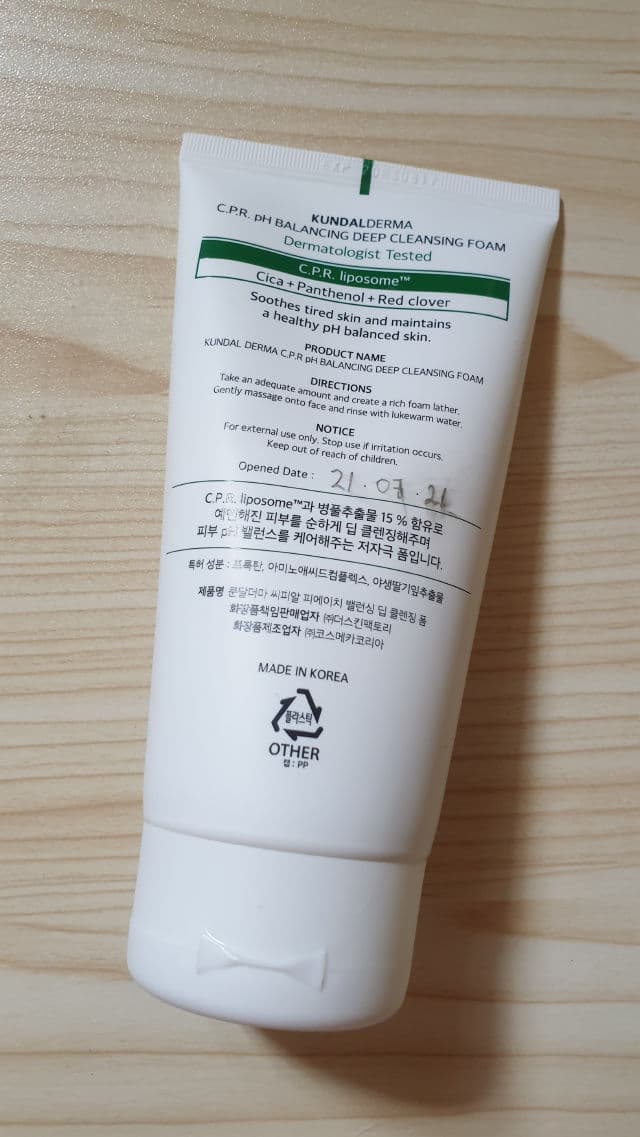 KUNDALDERMA
C.P.R. pH BALANCING DEEP CLEANSING FOAM
Dermatologist Tested
C.P.R. liposome™
Cica + Panthenol + Red clover
Soothes tired skin and maintains
a healthy pH balanced skin.
PRODUCT NAME
KUNDAL DERMA C.P.R pH BALANCING DEEP CLEANSING FOAM
DIRECTIONS
Take an adequate amount and create a rich foam lather.
Gently massage onto face and rinse with lukewarm water.
NOTICE
For external use only. Stop use if irritation occurs.
Keep out of reach of children.
Opened Date : 21 . 07 . 21
C.P.R. liposome™과 병풀추출물 15 % 함유로
예민해진 피부를 순하게 딥 클렌징해주며
피부 pH 밸런스를 케어해주는 저자극 폼입니다.
특허 성분 : 프록탄, 아미노애씨드컴플렉스, 야생딸기잎추출물
제품명 쿤달더마 씨피알 피에이치 밸런싱 딥 클렌징 폼
화장품책임판매업자 ㈜더스킨팩토리
화장품제조업자 ㈜코스메카코리아
MADE IN KOREA
플라스틱
OTHER
캡 : PP